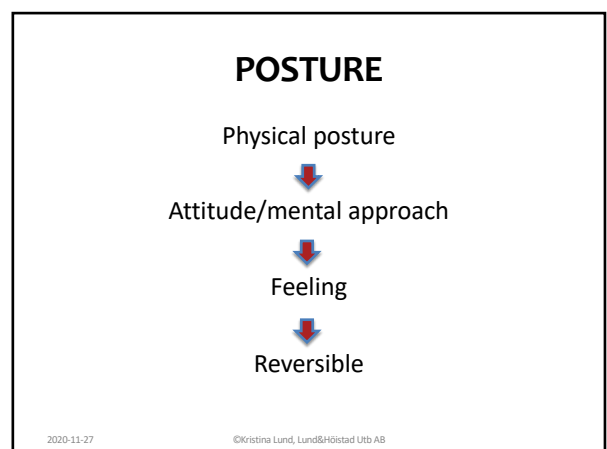 POSTURE
Physical posture
Attitude/mental approach
Feeling
Reversible
2020-11-27 ©Kristina Lund, Lund&Höistad Utb AB